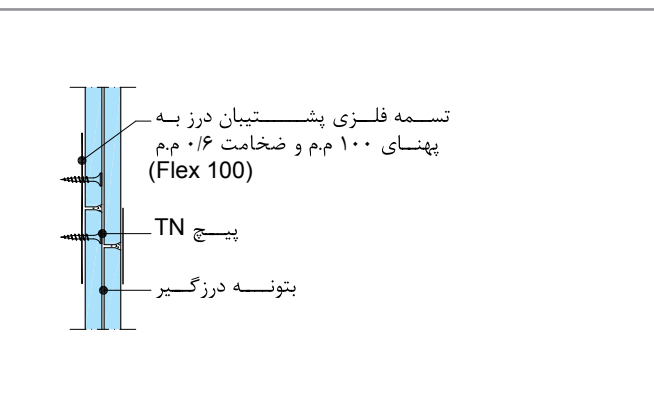 تسمه فلزی پشتیبان درز به
پهنای ۱۰۰ م.م و ضخامت ۰/۶ م.م
(Flex 100)
پیچ TN
بتونه درزگیر